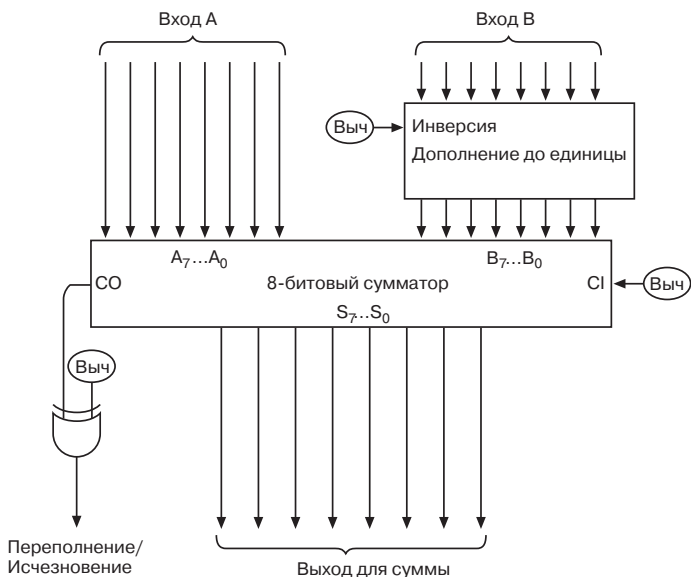 Вход А
Вход В
Выч
Инверсия
Дополнение до единицы
A7...A0
B7...B0
CO
8-битовый сумматор
CI
Выч
S7...S0
Выч
Переполнение/
Исчезновение
Выход для суммы